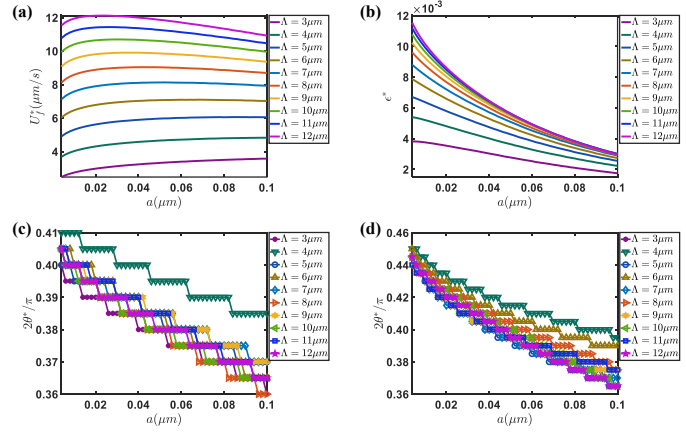 (a)
12
10
8
6
4
U*f(μm/s)
0.02 0.04 0.06 0.08 0.1
a(μm)
Λ = 3μm
Λ = 4μm
Λ = 5μm
Λ = 6μm
Λ = 7μm
Λ = 8μm
Λ = 9μm
Λ = 10μm
Λ = 11μm
Λ = 12μm
(b)
×10⁻³
12
10
8
6
4
2
ϵ*
0.02 0.04 0.06 0.08 0.1
a(μm)
Λ = 3μm
Λ = 4μm
Λ = 5μm
Λ = 6μm
Λ = 7μm
Λ = 8μm
Λ = 9μm
Λ = 10μm
Λ = 11μm
Λ = 12μm
(c)
0.41
0.40
0.39
0.38
0.37
0.36
2θ*/π
0.02 0.04 0.06 0.08 0.1
a(μm)
Λ = 3μm
Λ = 4μm
Λ = 5μm
Λ = 6μm
Λ = 7μm
Λ = 8μm
Λ = 9μm
Λ = 10μm
Λ = 11μm
Λ = 12μm
(d)
0.46
0.44
0.42
0.40
0.38
0.36
2θ*/π
0.02 0.04 0.06 0.08 0.1
a(μm)
Λ = 3μm
Λ = 4μm
Λ = 5μm
Λ = 6μm
Λ = 7μm
Λ = 8μm
Λ = 9μm
Λ = 10μm
Λ = 11μm
Λ = 12μm